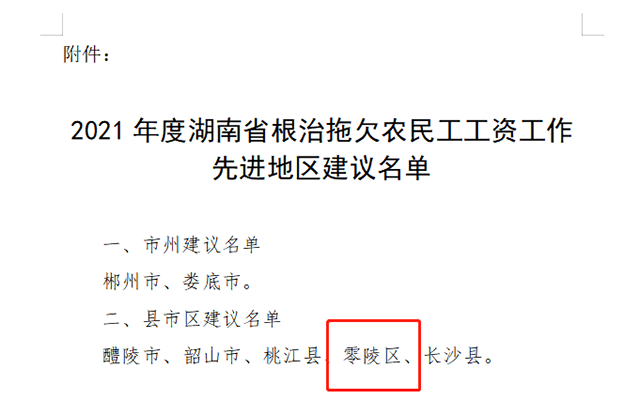 附件：
2021 年度湖南省根治拖欠农民工工资工作
先进地区建议名单
一、市州建议名单
郴州市、娄底市。
二、县市区建议名单
醴陵市、韶山市、桃江县、零陵区、长沙县。